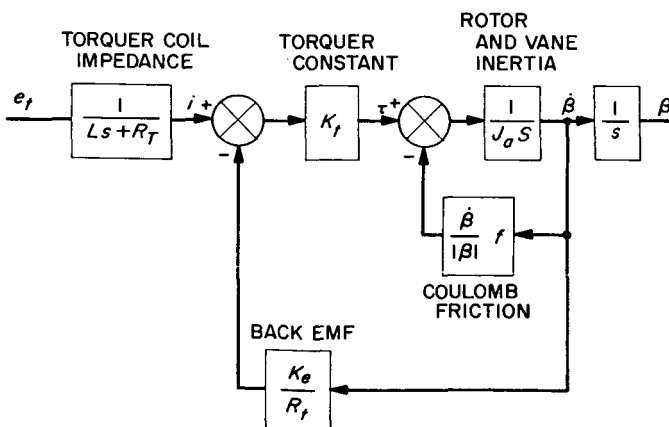 TORQUER COIL
IMPEDANCE
TORQUER
CONSTANT
ROTOR
AND VANE
INERTIA
e_t
1
Ls + R_T
i +
-
K_t
τ +
-
1
J_a S
β̇
1
s
β
β̇
|β|
f
COULOMB
FRICTION
BACK EMF
K_e
R_t